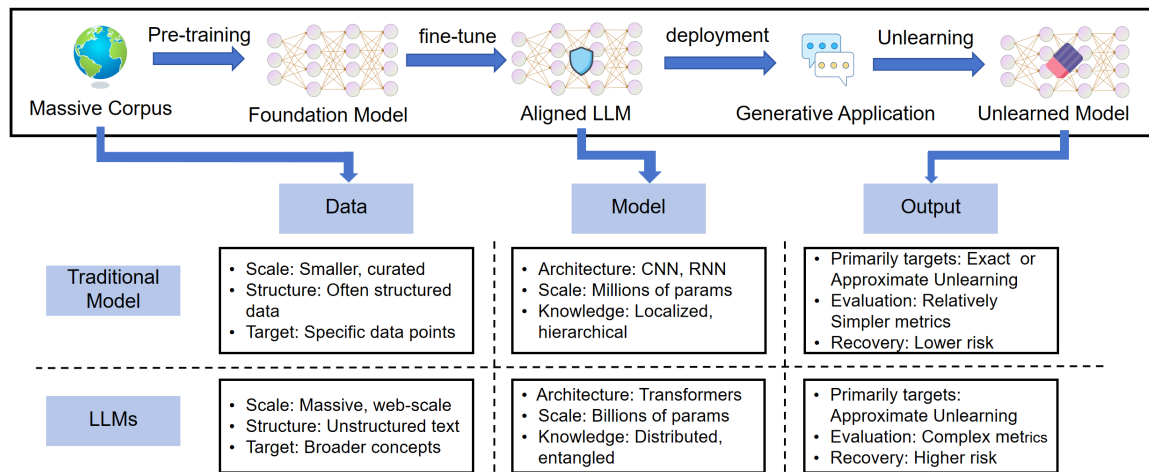 Pre-training
fine-tune
deployment
Unlearning
Massive Corpus
Foundation Model
Aligned LLM
Generative Application
Unlearned Model
Data
Model
Output
Traditional
Model
• Scale: Smaller, curated
• Structure: Often structured
data
• Target: Specific data points
• Architecture: CNN, RNN
• Scale: Millions of params
• Knowledge: Localized,
hierarchical
• Primarily targets: Exact or
Approximate Unlearning
• Evaluation: Relatively
Simpler metrics
• Recovery: Lower risk
LLMs
• Scale: Massive, web-scale
• Structure: Unstructured text
• Target: Broader concepts
• Architecture: Transformers
• Scale: Billions of params
• Knowledge: Distributed,
entangled
• Primarily targets:
Approximate Unlearning
• Evaluation: Complex metrics
• Recovery: Higher risk